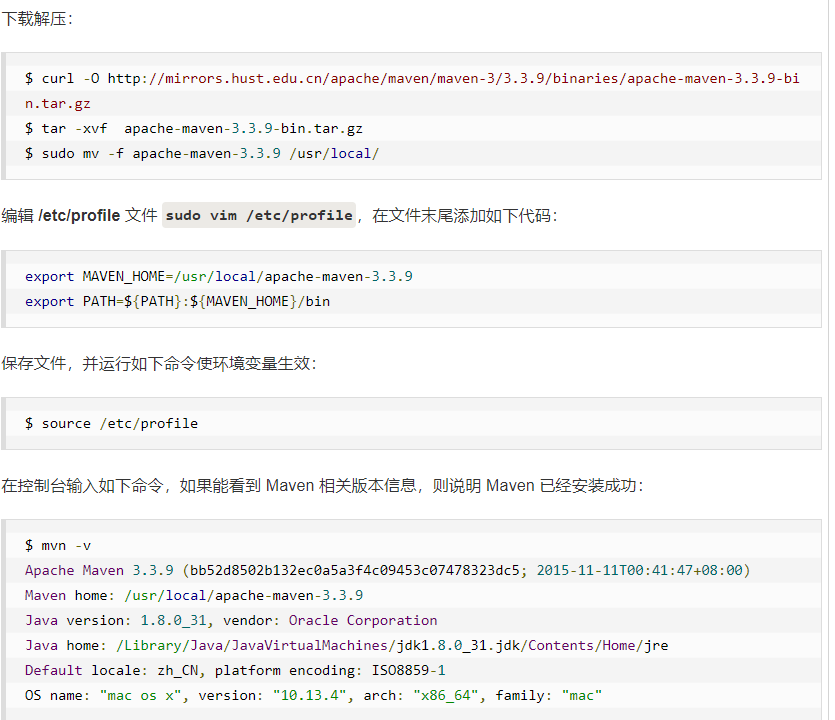 下载解压：
$ curl -O http://mirrors.hust.edu.cn/apache/maven/maven-3/3.3.9/binaries/apache-maven-3.3.9-bi
n.tar.gz
$ tar -xvf  apache-maven-3.3.9-bin.tar.gz
$ sudo mv -f apache-maven-3.3.9 /usr/local/
编辑 /etc/profile 文件 sudo vim /etc/profile，在文件末尾添加如下代码：
export MAVEN_HOME=/usr/local/apache-maven-3.3.9
export PATH=${PATH}:${MAVEN_HOME}/bin
保存文件，并运行如下命令使环境变量生效：
$ source /etc/profile
在控制台输入如下命令，如果能看到 Maven 相关版本信息，则说明 Maven 已经安装成功：
$ mvn -v
Apache Maven 3.3.9 (bb52d8502b132ec0a5a3f4c09453c07478323dc5; 2015-11-11T00:41:47+08:00)
Maven home: /usr/local/apache-maven-3.3.9
Java version: 1.8.0_31, vendor: Oracle Corporation
Java home: /Library/Java/JavaVirtualMachines/jdk1.8.0_31.jdk/Contents/Home/jre
Default locale: zh_CN, platform encoding: ISO8859-1
OS name: "mac os x", version: "10.13.4", arch: "x86_64", family: "mac"